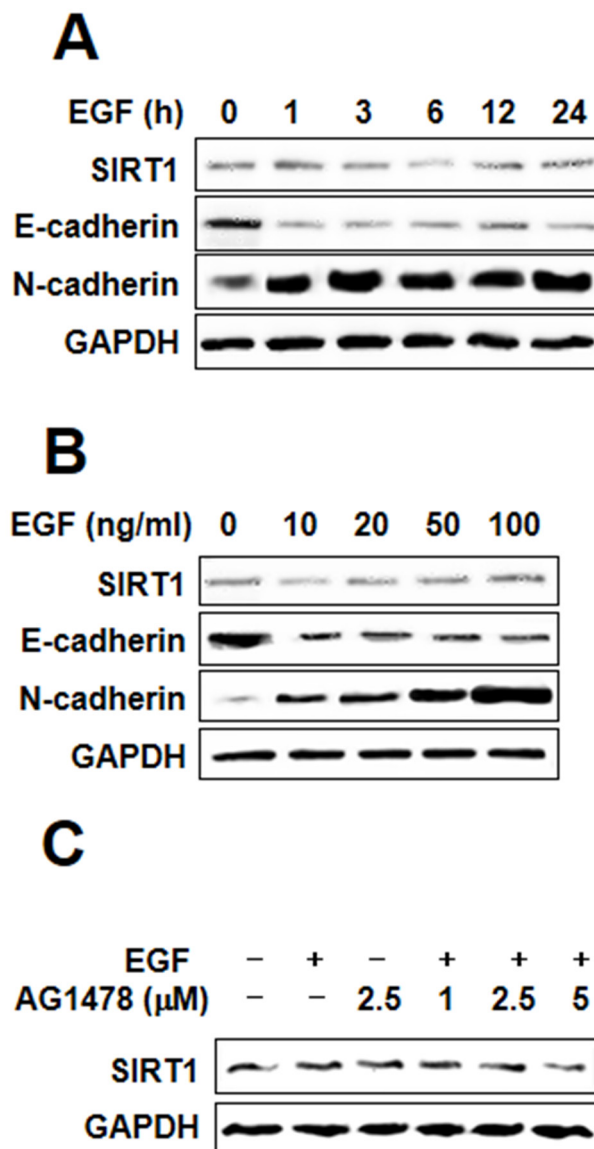 A
EGF (h) 0 1 3 6 12 24
SIRT1
E-cadherin
N-cadherin
GAPDH
B
EGF (ng/ml) 0 10 20 50 100
SIRT1
E-cadherin
N-cadherin
GAPDH
C
EGF – + – + + +
AG1478 (µM) – – 2.5 1 2.5 5
SIRT1
GAPDH